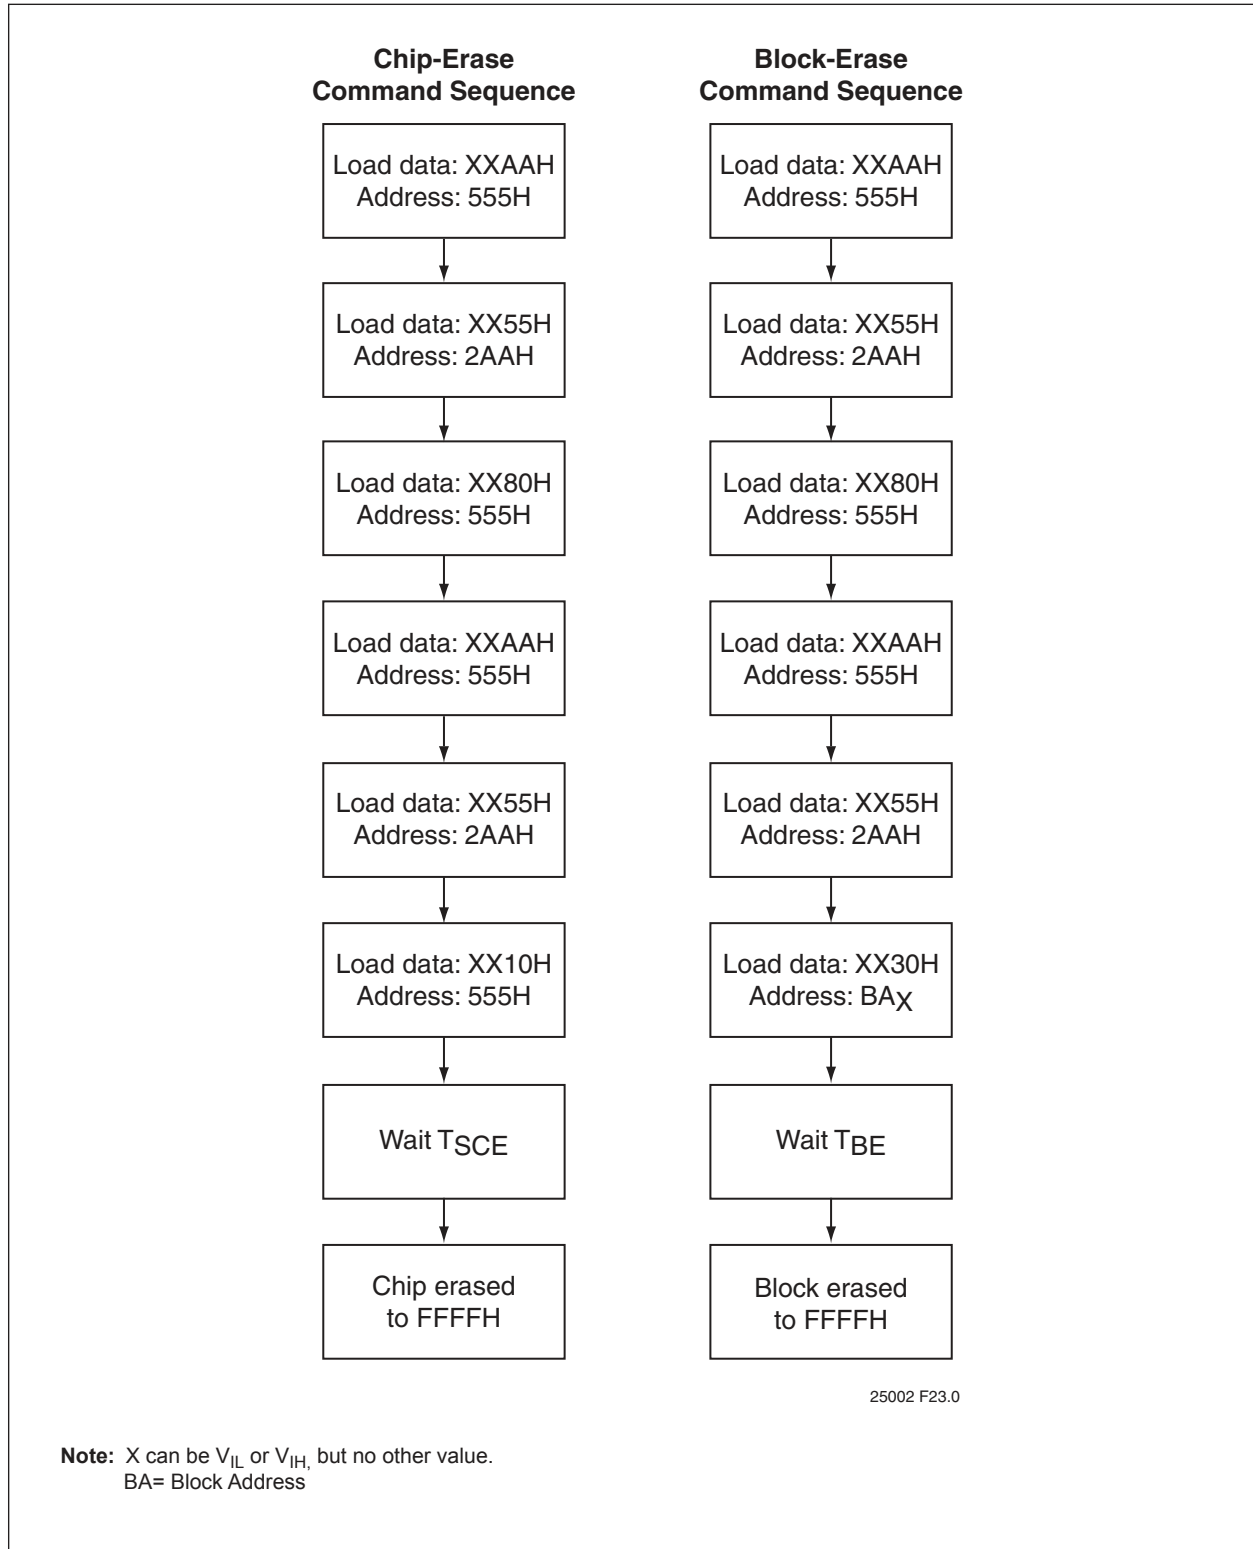 Chip-Erase
Command Sequence
Load data: XXAAH
Address: 555H
Load data: XX55H
Address: 2AAH
Load data: XX80H
Address: 555H
Load data: XXAAH
Address: 555H
Load data: XX55H
Address: 2AAH
Load data: XX10H
Address: 555H
Wait TSCE
Chip erased
to FFFFH
Block-Erase
Command Sequence
Load data: XXAAH
Address: 555H
Load data: XX55H
Address: 2AAH
Load data: XX80H
Address: 555H
Load data: XXAAH
Address: 555H
Load data: XX55H
Address: 2AAH
Load data: XX30H
Address: BAX
Wait TBE
Block erased
to FFFFH
25002 F23.0
Note: X can be VIL or VIH, but no other value.
BA= Block Address